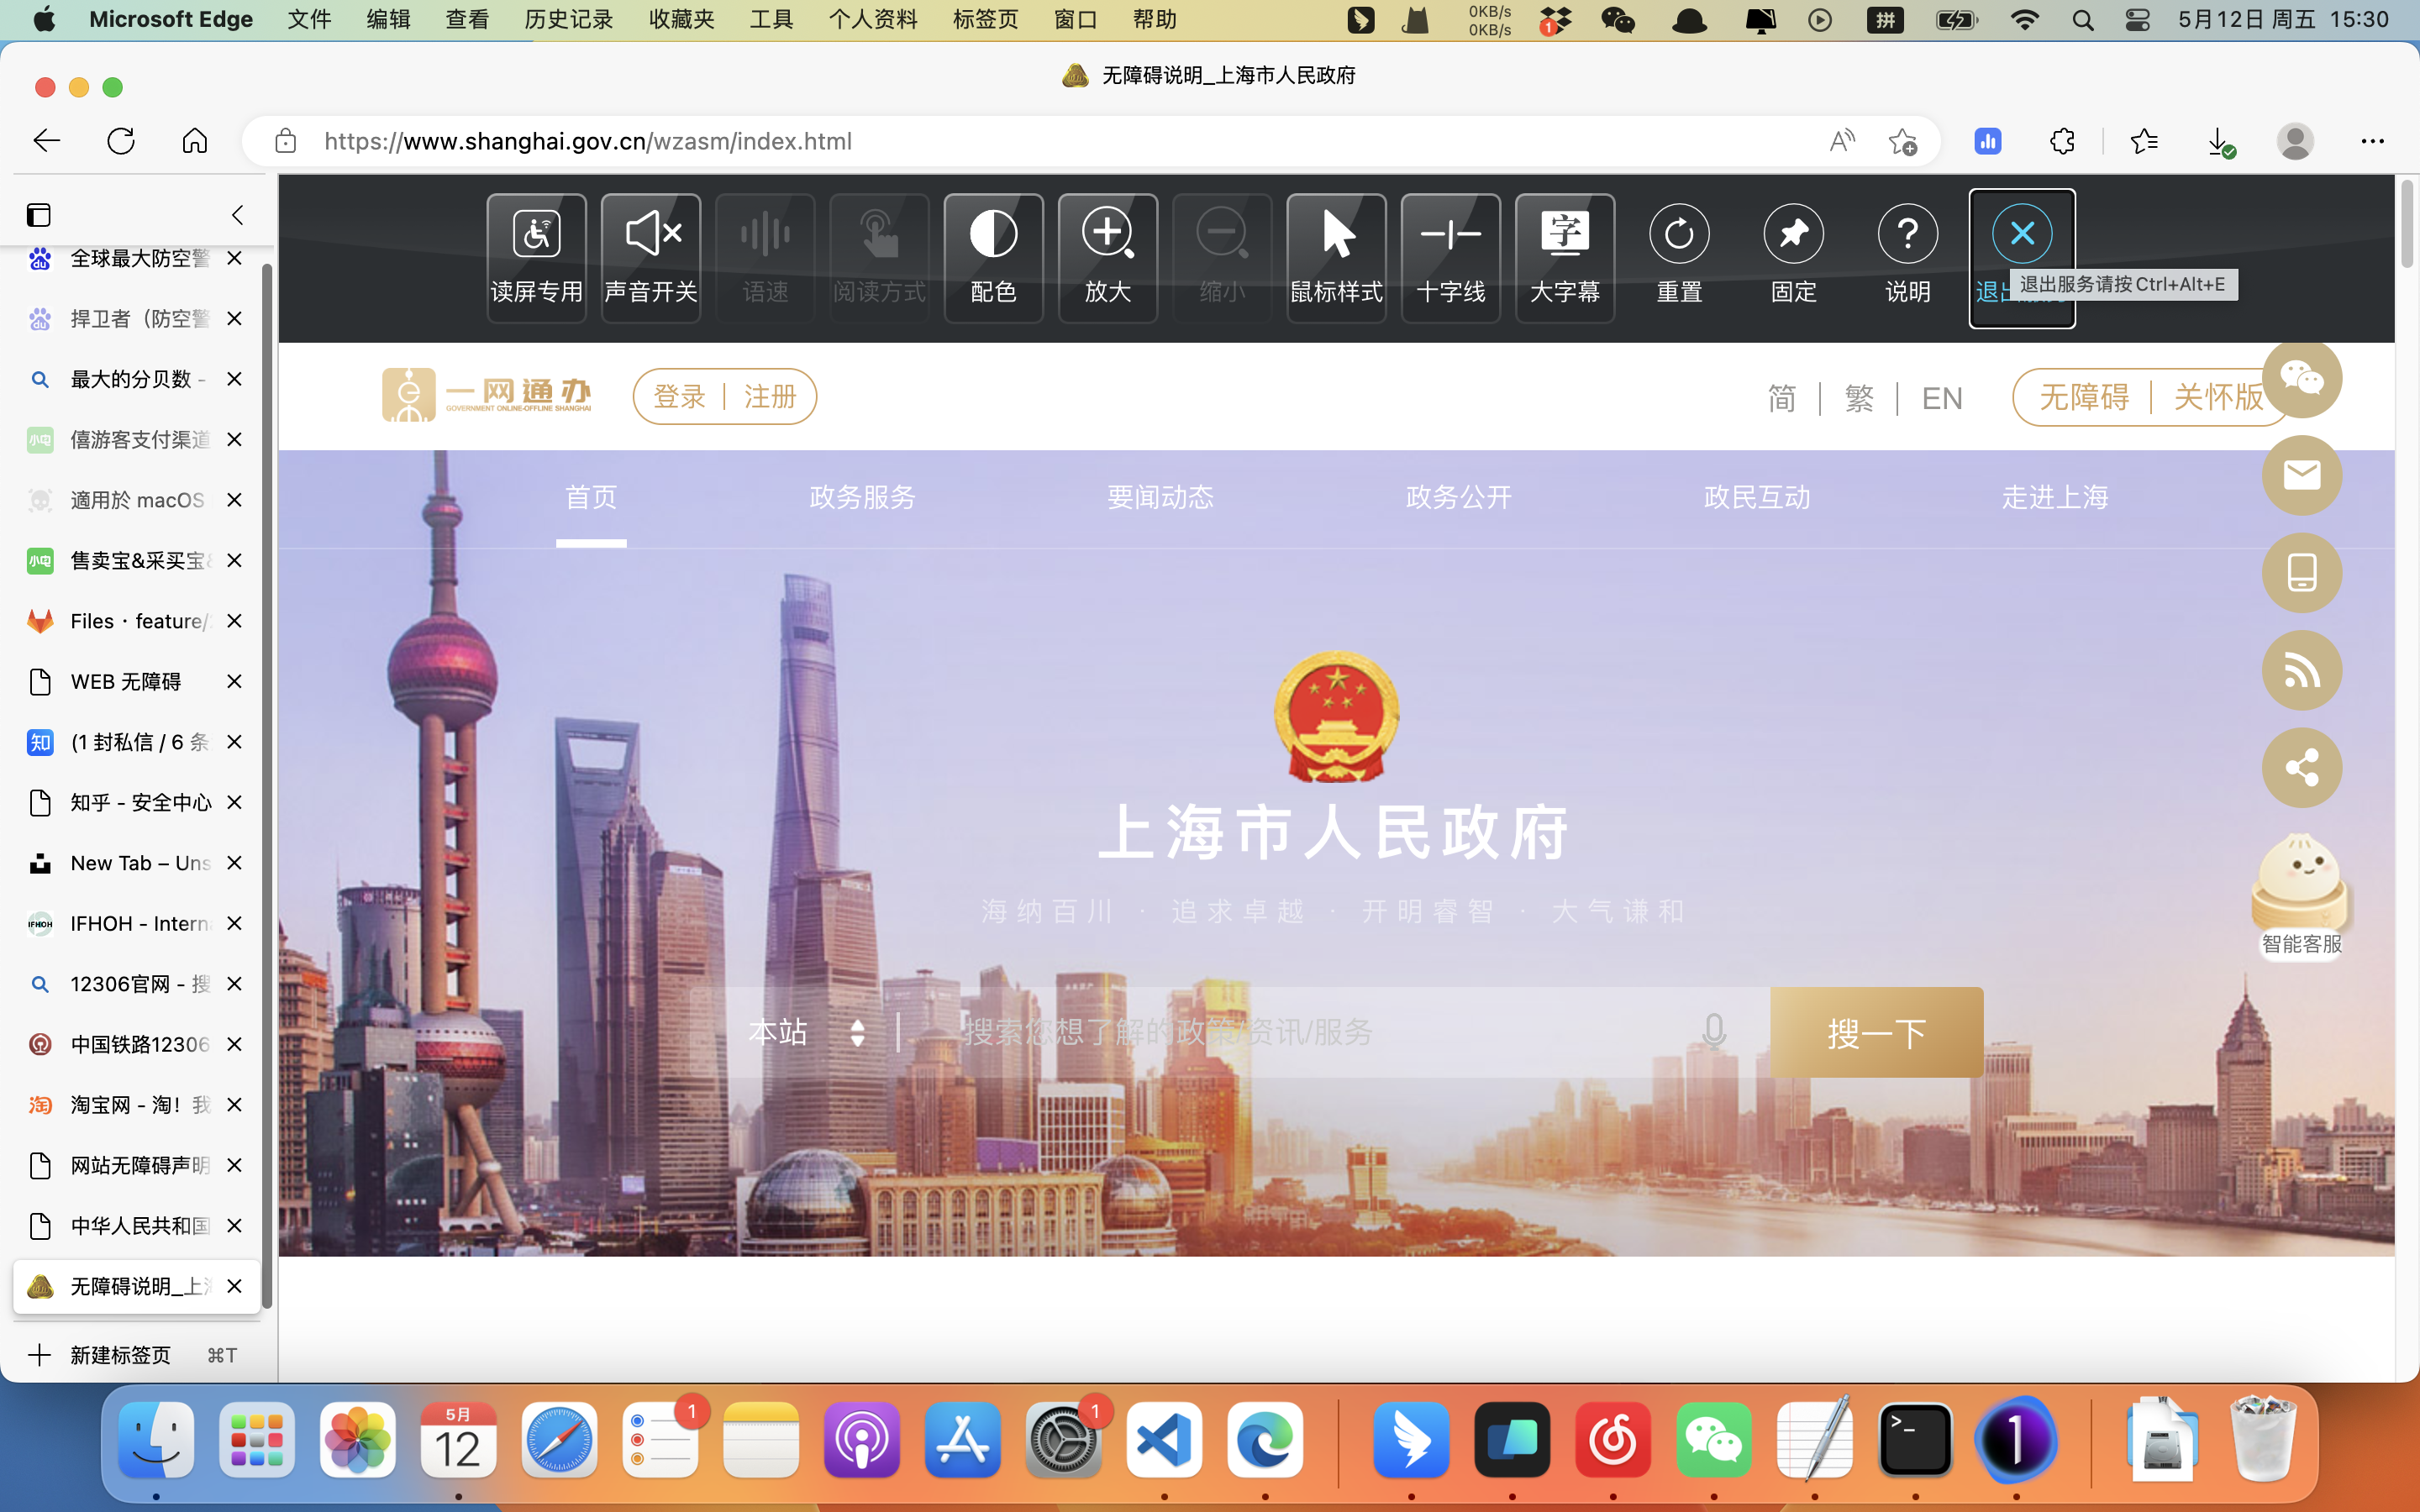 Microsoft Edge 文件 编辑 查看 历史记录 收藏夹 工具 个人资料 标签页 窗口 帮助
0KB/s
0KB/s
1
拼
5月12日 周五 15:30
无障碍说明_上海市人民政府
https://www.shanghai.gov.cn/wzasm/index.html
全球最大防空警
捍卫者（防空警
最大的分贝数 -
僖游客支付渠道
適用於 macOS
售卖宝&采买宝
Files · feature/
WEB 无障碍
(1 封私信 / 6 条
知乎 - 安全中心
New Tab – Uns
IFHOH - Intern
12306官网 - 搜
中国铁路12306
淘宝网 - 淘！我
网站无障碍声明
中华人民共和国
无障碍说明_上
新建标签页 ⌘T
读屏专用 声音开关 语速 阅读方式 配色 放大 缩小 鼠标样式 十字线 大字幕 重置 固定 说明
字
退出服务请按Ctrl+Alt+E
一网通办
GOVERNMENT ONLINE-OFFLINE SHANGHAI
登录 | 注册
简 | 繁 | EN
无障碍 | 关怀版
首页 政务服务 要闻动态 政务公开 政民互动 走进上海
上海市人民政府
海纳百川 · 追求卓越 · 开明睿智 · 大气谦和
本站
搜索您想了解的政策/资讯/服务
搜一下
智能客服
5月
12
1
1